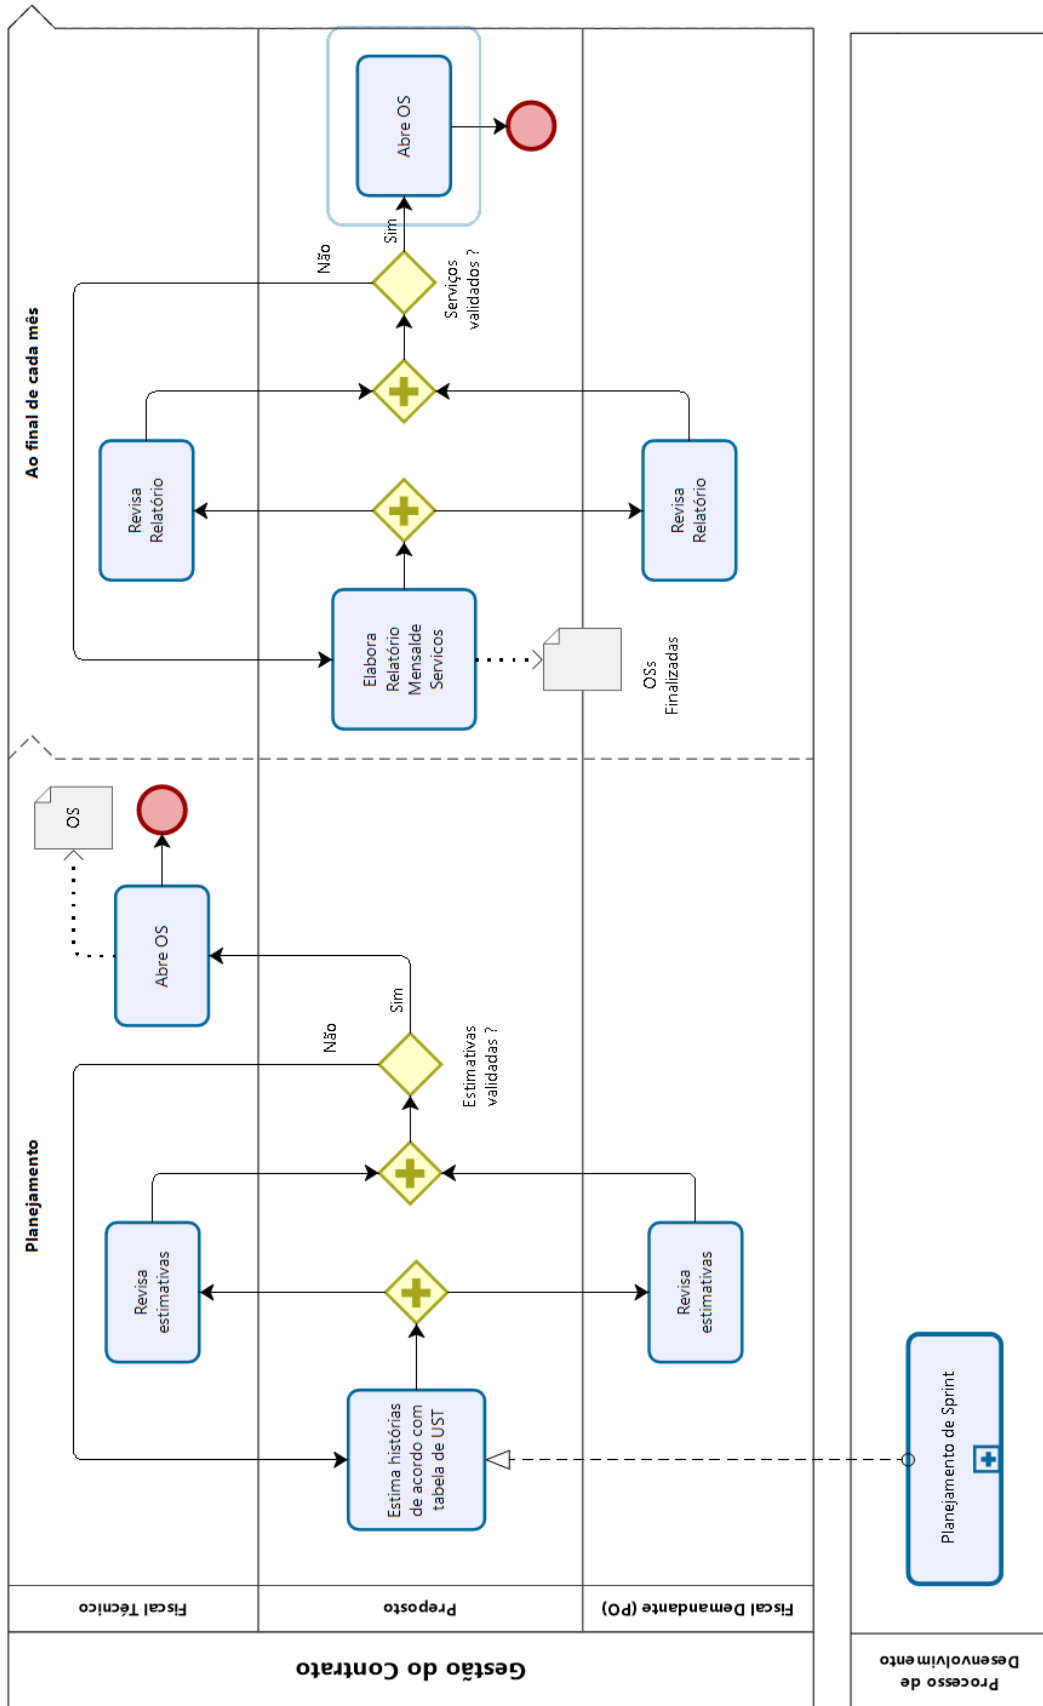 Gestão do Contrato
Fiscal Técnico
Preposto
Fiscal Demandante (PO)
Planejamento
Estima histórias
de acordo com
tabela de UST
Revisa
estimativas
Revisa
estimativas
Estimativas
validadas ?
Não
Sim
Abre OS
OS
Ao final de cada mês
Elabora
Relatório
Mensalde
Servicos
OSs
Finalizadas
Revisa
Relatório
Revisa
Relatório
Serviços
validados ?
Não
Sim
Abre OS
Processo de
Desenvolvimento
Planejamento de Sprint